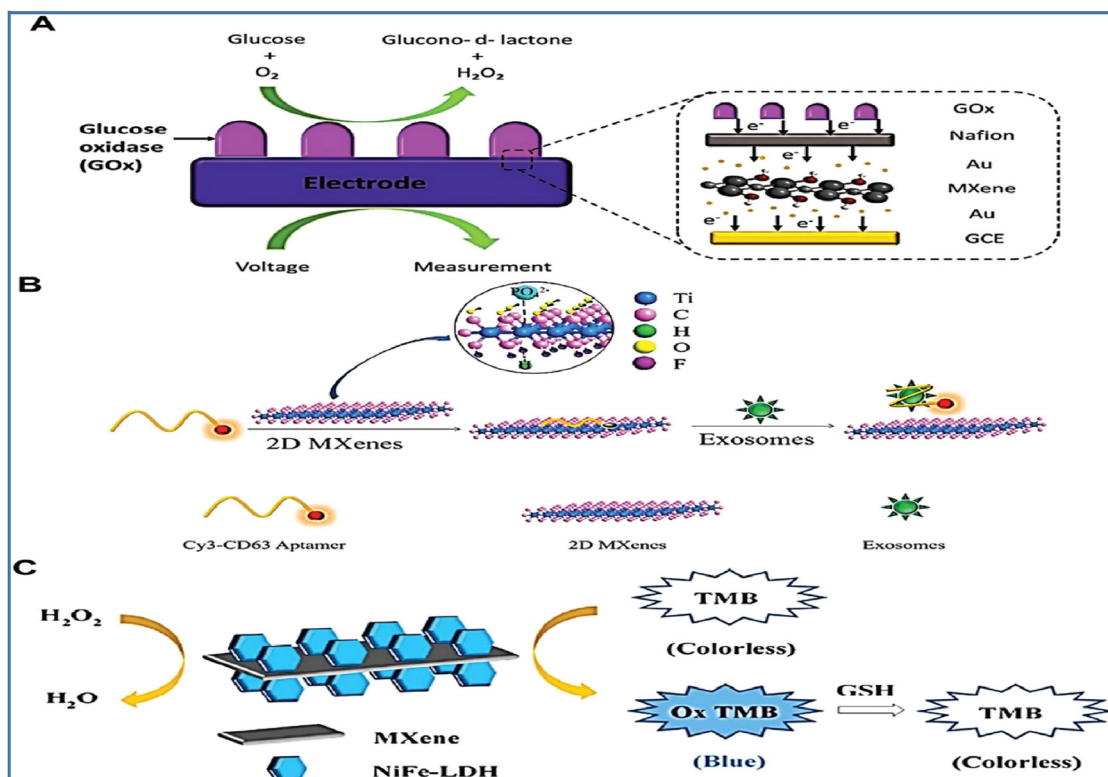 A
Glucose
+
O₂
Glucono- d- lactone
+
H₂O₂
Glucose
oxidase
(GOx)
Electrode
Voltage
Measurement
e⁻
e⁻
e⁻
e⁻
e⁻
GOx
Nafion
Au
MXene
Au
GCE
B
PO₄²⁻
H
Ti
C
H
O
F
2D MXenes
Exosomes
Cy3-CD63 Aptamer
2D MXenes
Exosomes
C
H₂O₂
H₂O
MXene
NiFe-LDH
TMB
(Colorless)
Ox TMB
(Blue)
GSH
TMB
(Colorless)